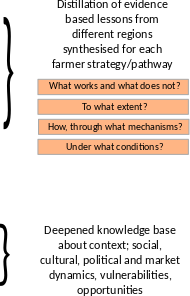 Distillation of evidence
based lessons from
different regions
synthesised for each
farmer strategy/pathway
What works and what does not?
To what extent?
How, through what mechanisms?
Under what conditions?
Deepened knowledge base
about context; social,
cultural, political and market
dynamics, vulnerabilities,
opportunities